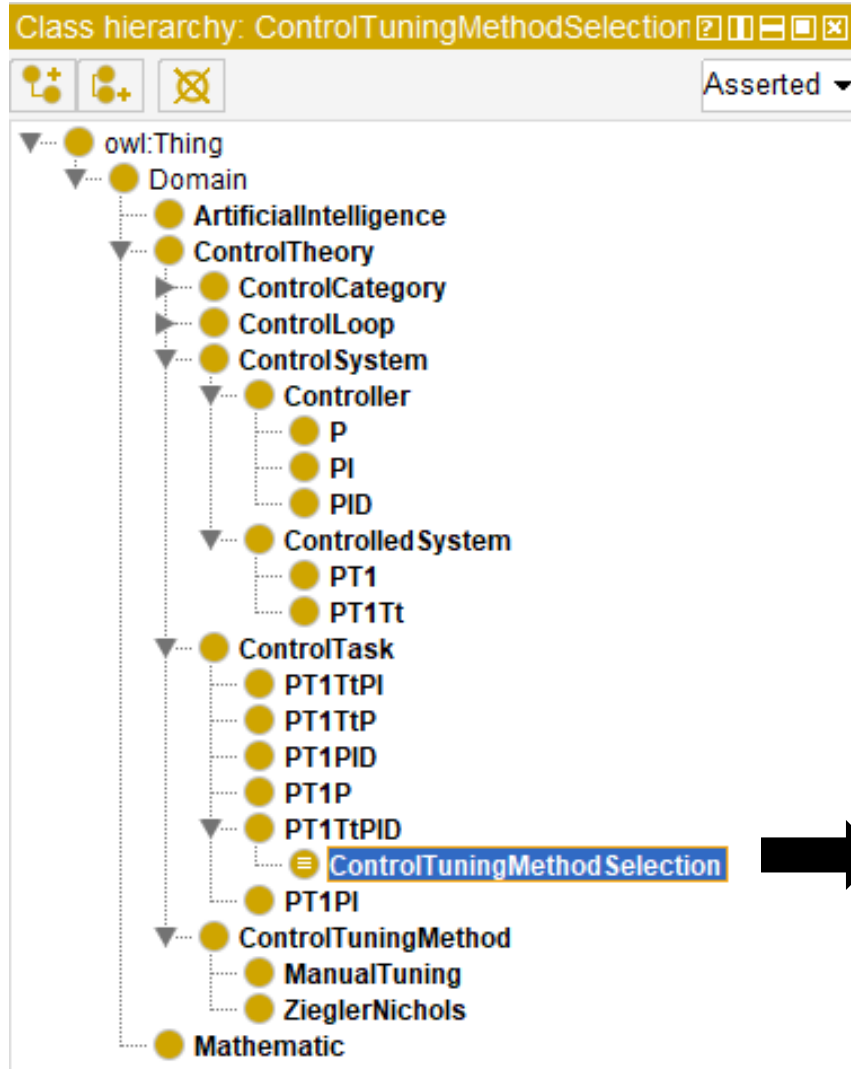 Class hierarchy: ControlTuningMethodSelection
Asserted
owl:Thing
Domain
ArtificialIntelligence
ControlTheory
ControlCategory
ControlLoop
ControlSystem
Controller
P
PI
PID
ControlledSystem
PT1
PT1Tt
ControlTask
PT1TtPI
PT1TtP
PT1PID
PT1P
PT1TtPID
ControlTuningMethodSelection
PT1PI
ControlTuningMethod
ManualTuning
ZieglerNichols
Mathematic